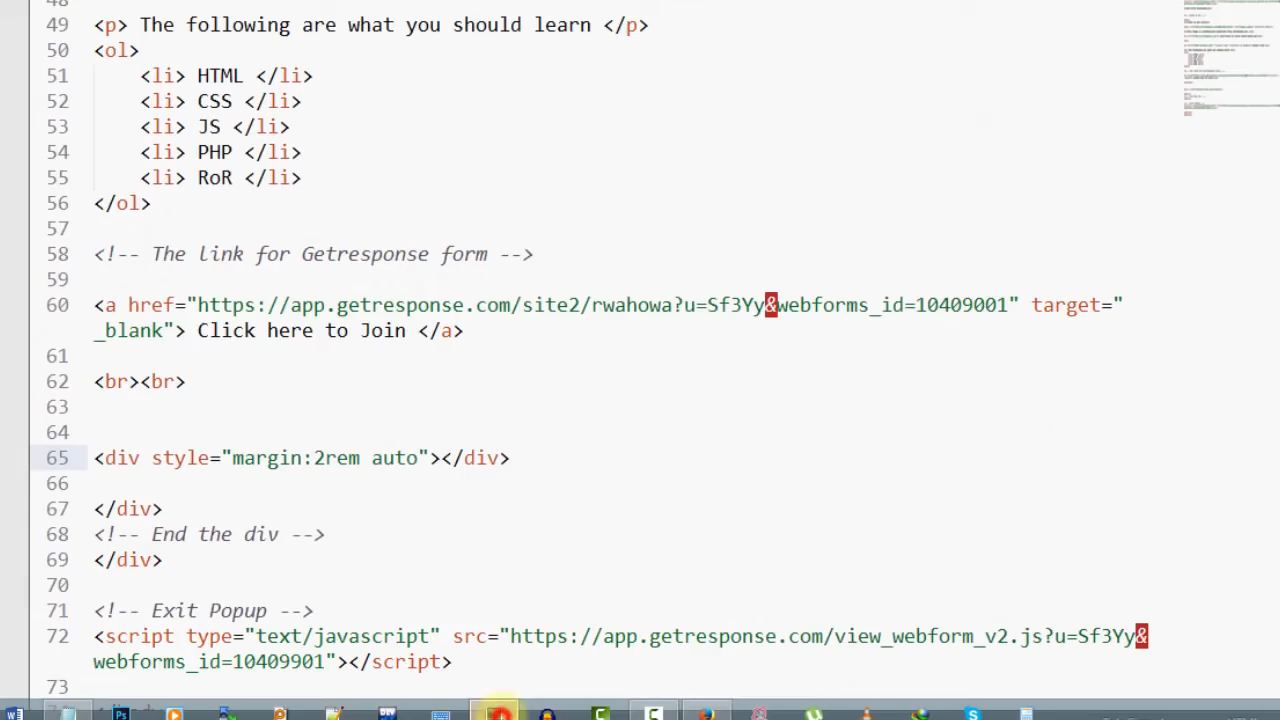 48
49 <p> The following are what you should learn </p>
50 <ol>
51 <li> HTML </li>
52 <li> CSS </li>
53 <li> JS </li>
54 <li> PHP </li>
55 <li> RoR </li>
56 </ol>
57
58 <!-- The link for Getresponse form -->
59
60 <a href="https://app.getresponse.com/site2/rwahowa?u=Sf3Yy&webforms_id=10409001" target="
_blank"> Click here to Join </a>
61
62 <br><br>
63
64
65 <div style="margin:2rem auto"></div>
66
67 </div>
68 <!-- End the div -->
69 </div>
70
71 <!-- Exit Popup -->
72 <script type="text/javascript" src="https://app.getresponse.com/view_webform_v2.js?u=Sf3Yy&
webforms_id=10409901"></script>
73